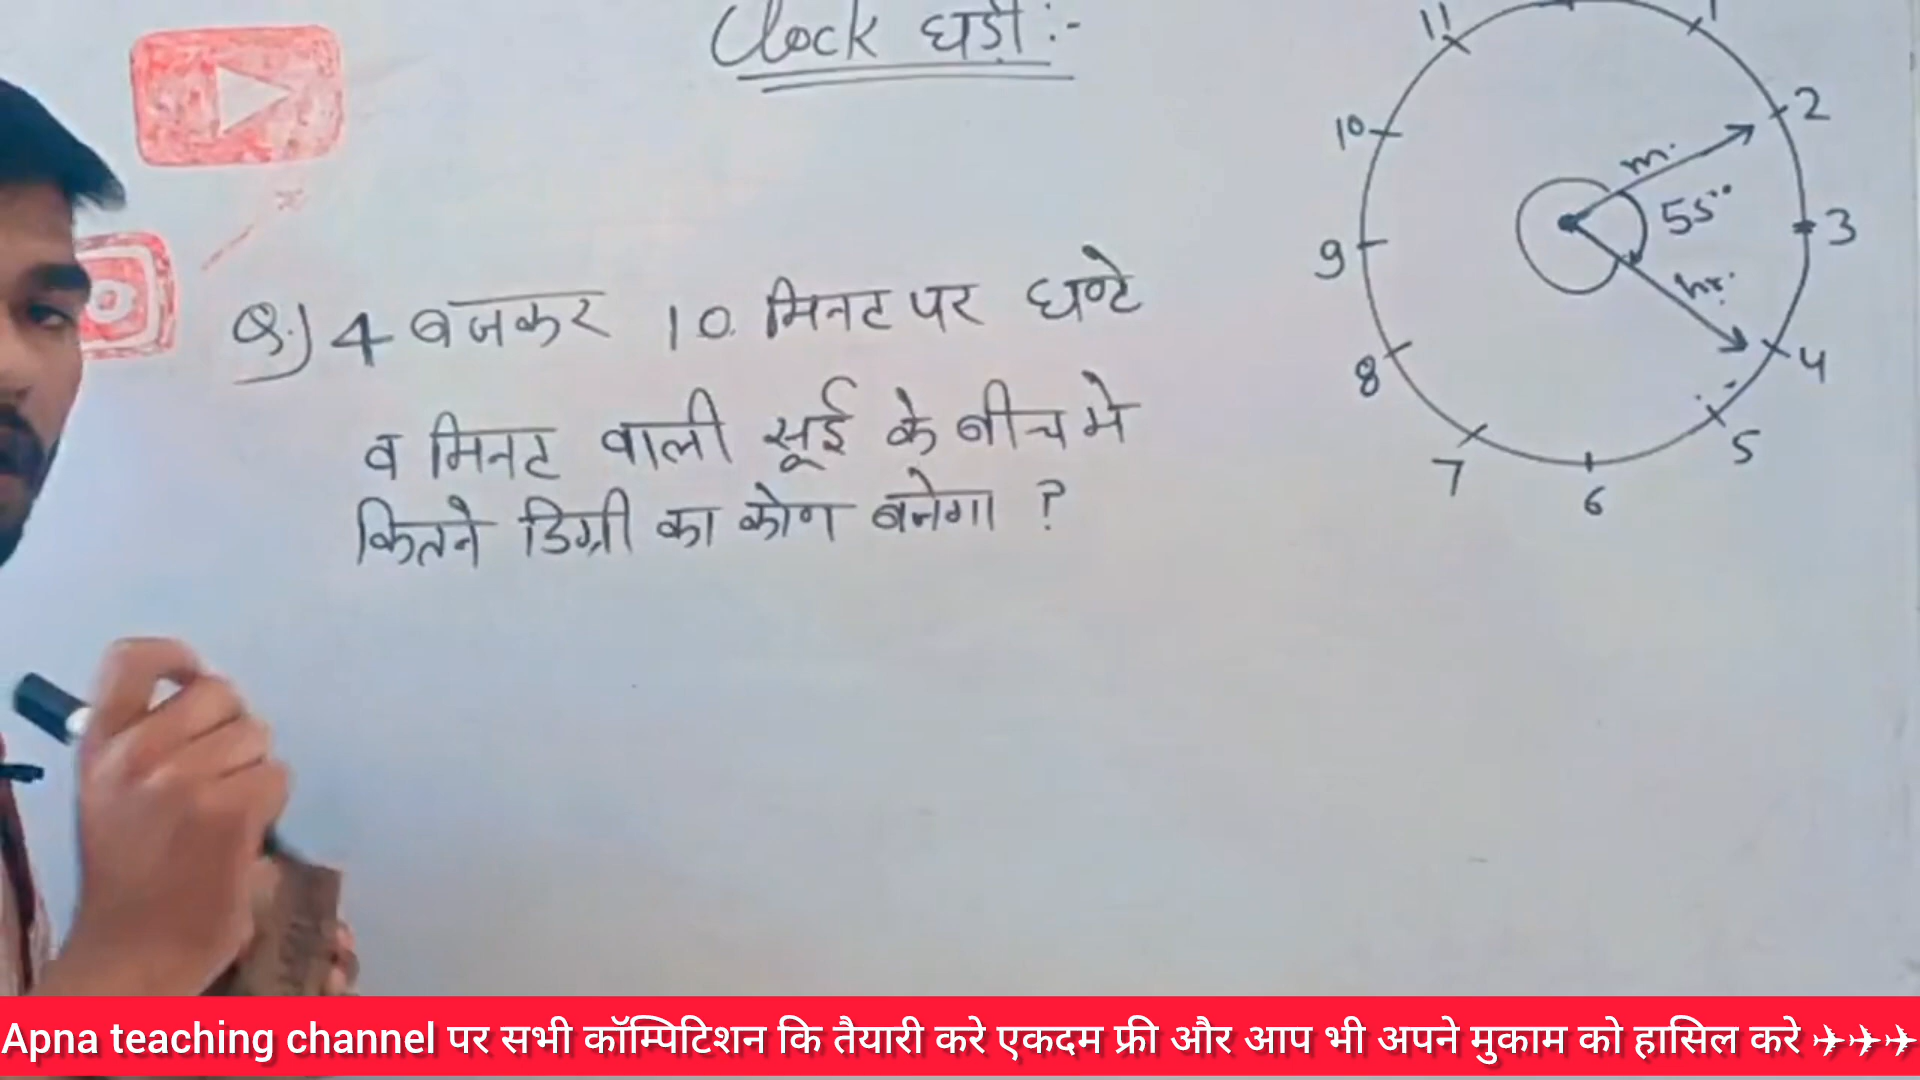 Clock घड़ी :-
Q.) 4 बजकर 10 मिनट पर घण्टे
व मिनट वाली सूई के बीच मे
कितने डिग्री का कोण बनेगा ?
11
1
10
2
m.
55°
9
3
hr.
8
4
7
5
6
Apna teaching channel पर सभी कॉम्पिटिशन कि तैयारी करे एकदम फ्री और आप भी अपने मुकाम को हासिल करे ✈✈✈